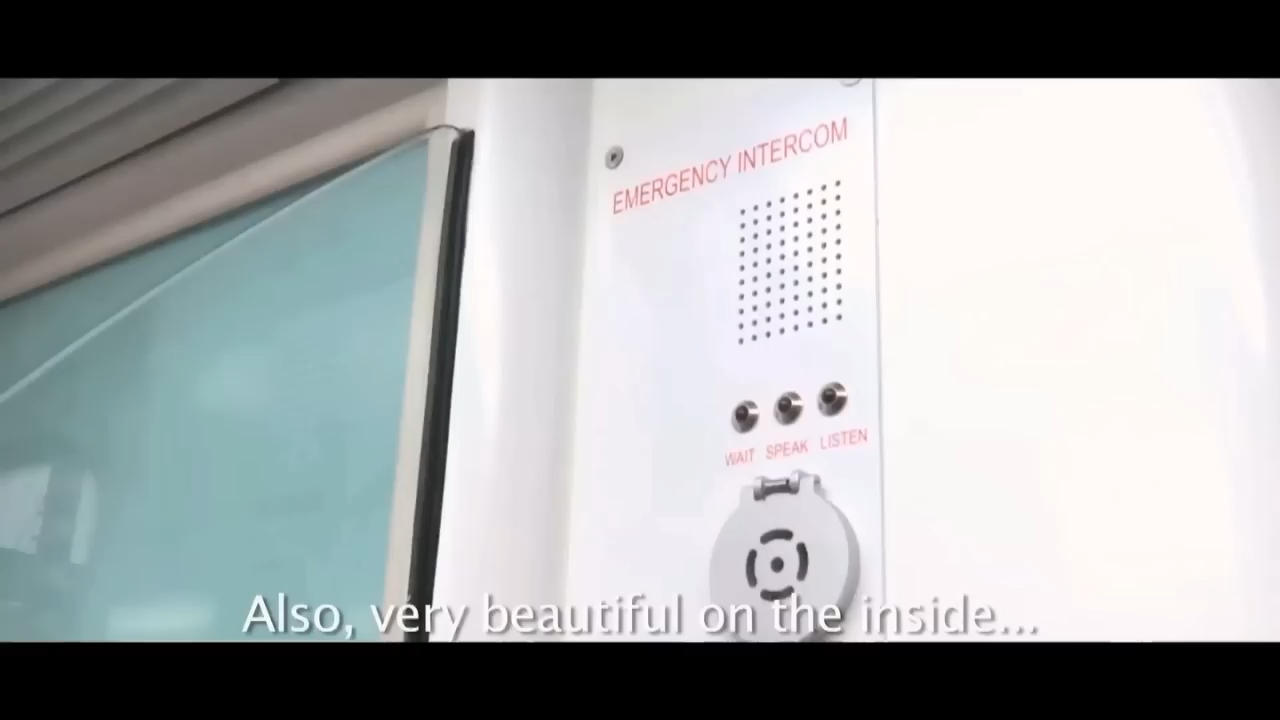 EMERGENCY INTERCOM
WAIT SPEAK LISTEN
Also, very beautiful on the inside...